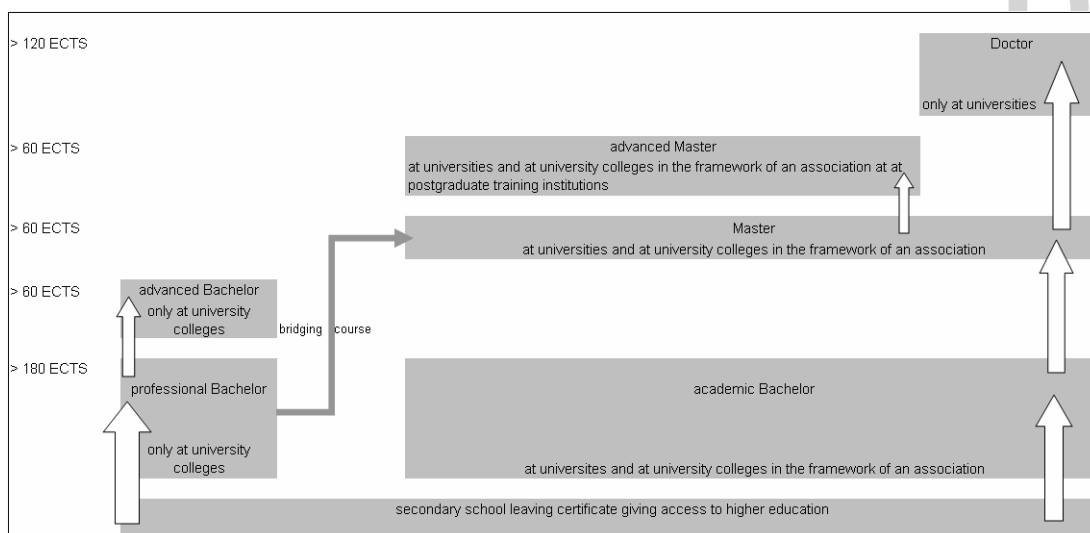 > 120 ECTS
Doctor
only at universities
> 60 ECTS
advanced Master
at universities and at university colleges in the framework of an association at at
postgraduate training institutions
> 60 ECTS
Master
at universities and at university colleges in the framework of an association
> 60 ECTS
advanced Bachelor
only at university
colleges
bridging course
> 180 ECTS
professional Bachelor
only at university
colleges
academic Bachelor
at universites and at university colleges in the framework of an association
secondary school leaving certificate giving access to higher education